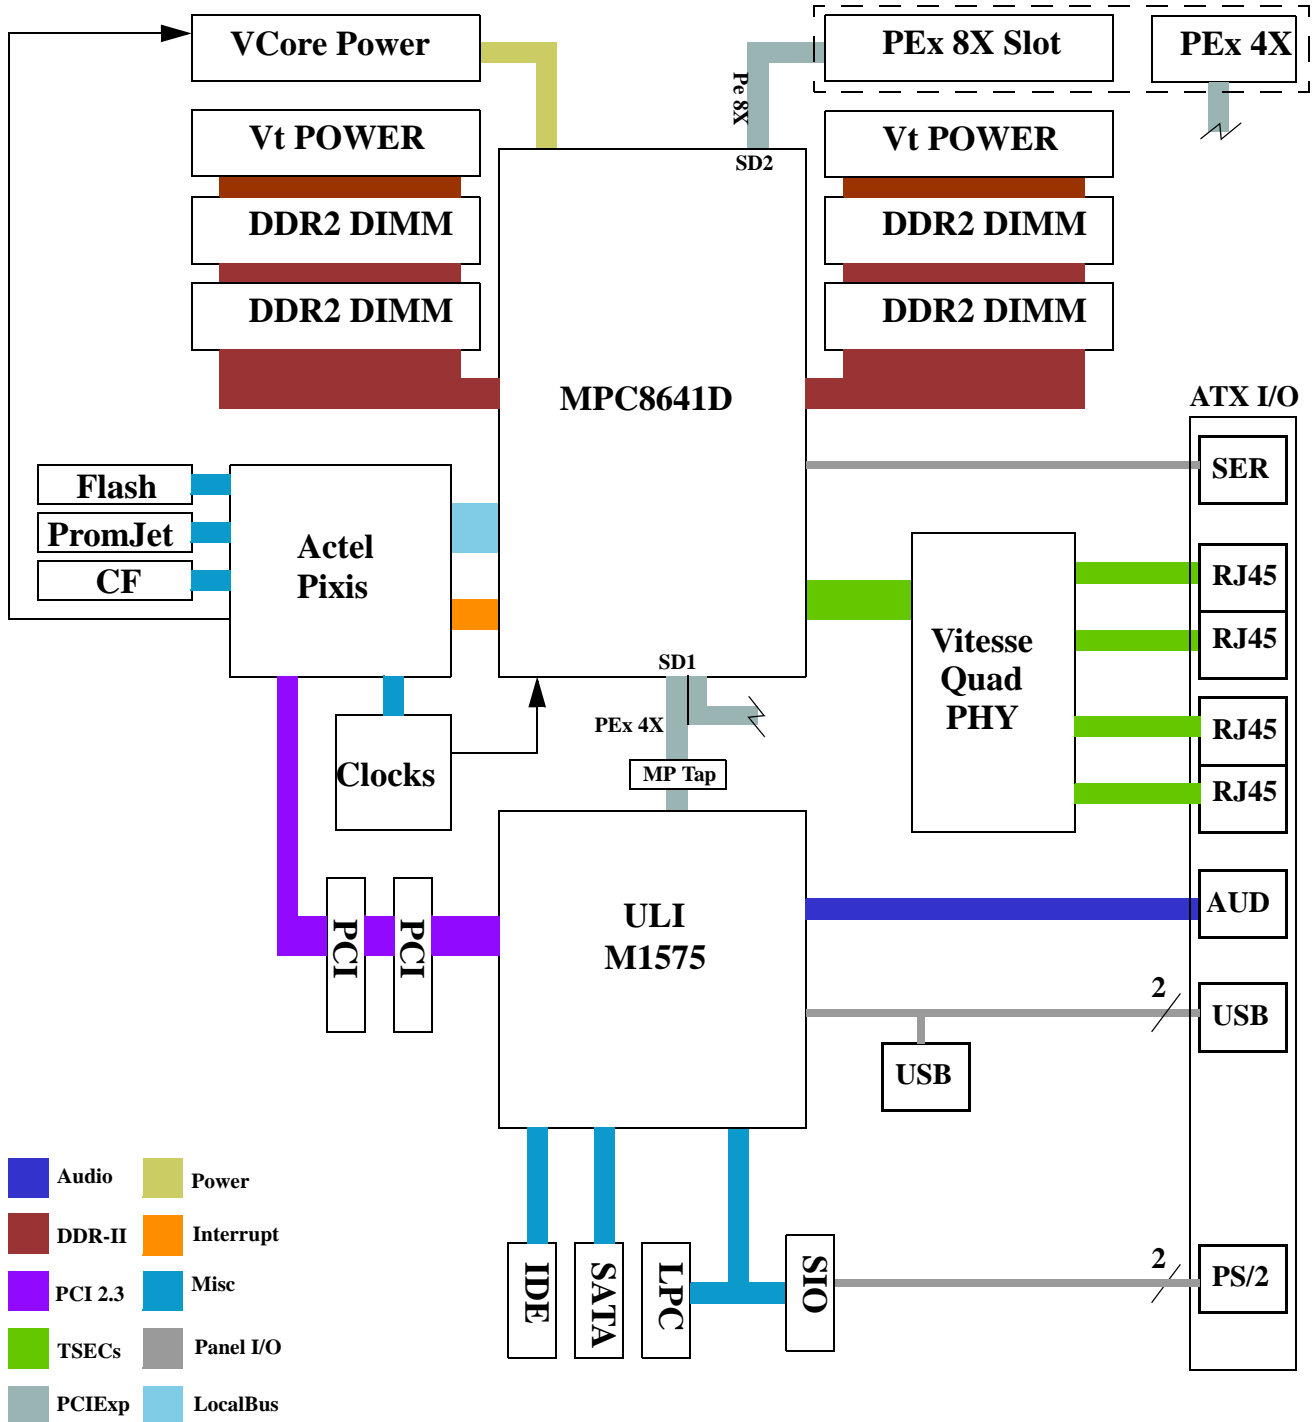 VCore Power
PEx 8X Slot
PEx 4X
Pe 8X
Vt POWER
SD2
Vt POWER
DDR2 DIMM
DDR2 DIMM
DDR2 DIMM
DDR2 DIMM
MPC8641D
ATX I/O
Flash
PromJet
CF
Actel
Pixis
SER
RJ45
RJ45
RJ45
RJ45
Vitesse
Quad
PHY
SD1
PEx 4X
MP Tap
Clocks
PCI
PCI
ULI
M1575
AUD
2
USB
USB
IDE
SATA
LPC
SIO
2
PS/2
Audio
Power
DDR-II
Interrupt
PCI 2.3
Misc
TSECs
Panel I/O
PCIExp
LocalBus